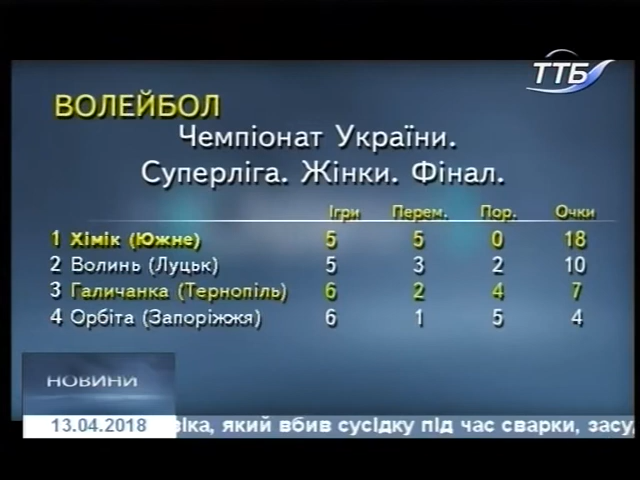 ТТБ
ВОЛЕЙБОЛ
Чемпіонат України.
Суперліга. Жінки. Фінал.
Ігри Перем. Пор. Очки
1 Хімік (Южне) 5 5 0 18
2 Волинь (Луцьк) 5 3 2 10
3 Галичанка (Тернопіль) 6 2 4 7
4 Орбіта (Запоріжжя) 6 1 5 4
НОВИНИ
13.04.2018 віка, який вбив сусідку під час сварки, засу